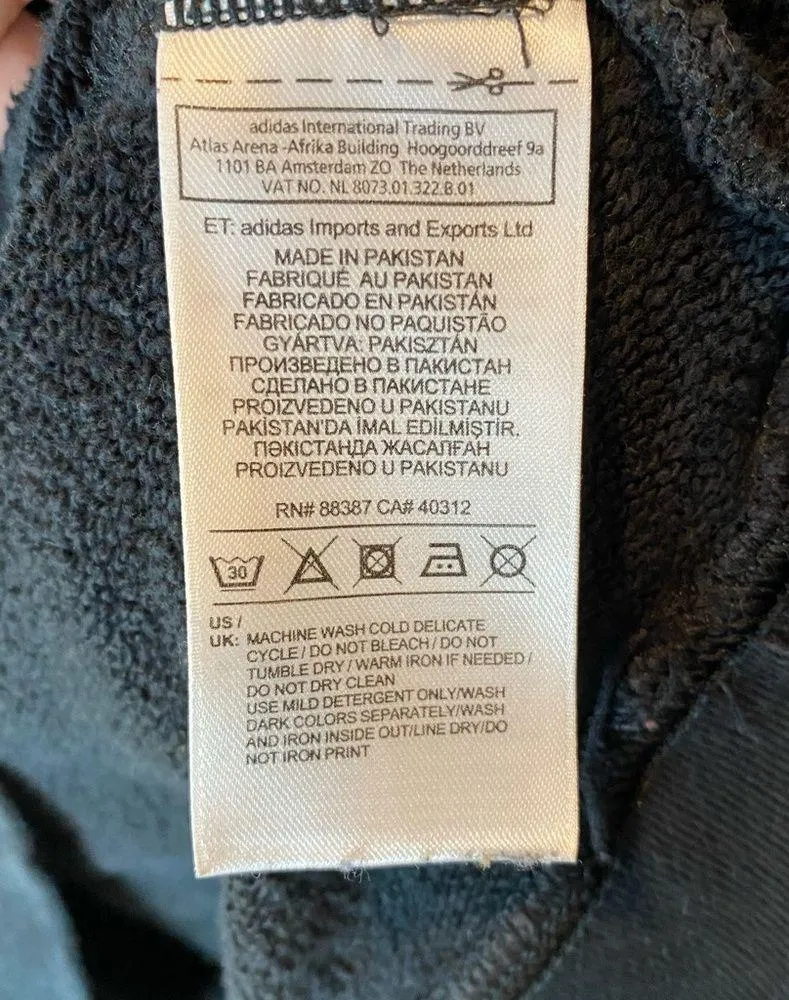 adidas International Trading BV
Atlas Arena -Afrika Building Hoogoorddreef 9a
1101 BA Amsterdam ZO The Netherlands
VAT NO. NL 8073.01.322.B.01
ET: adidas Imports and Exports Ltd
MADE IN PAKISTAN
FABRIQUÉ AU PAKISTAN
FABRICADO EN PAKISTÁN
FABRICADO NO PAQUISTÃO
GYÁRTVA: PAKISZTÁN
ПРОИЗВЕДЕНО В ПАКИСТАН
СДЕЛАНО В ПАКИСТАНЕ
PROIZVEDENO U PAKISTANU
PAKİSTAN'DA İMAL EDİLMİŞTİR.
ПӘКІСТАНДА ЖАСАЛҒАН
PROIZVEDENO U PAKISTANU
RN# 88387 CA# 40312
30
US /
UK: MACHINE WASH COLD DELICATE
CYCLE / DO NOT BLEACH / DO NOT
TUMBLE DRY / WARM IRON IF NEEDED /
DO NOT DRY CLEAN
USE MILD DETERGENT ONLY/WASH
DARK COLORS SEPARATELY/WASH
AND IRON INSIDE OUT/LINE DRY/DO
NOT IRON PRINT